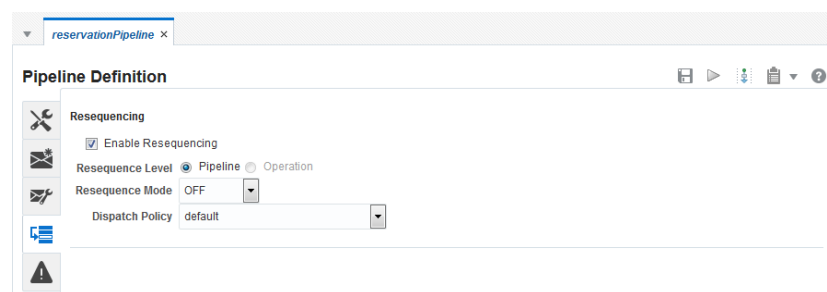 reservationPipeline ×
Pipeline Definition
Resequencing
Enable Resequencing
Resequence Level Pipeline Operation
Resequence Mode OFF
Dispatch Policy default